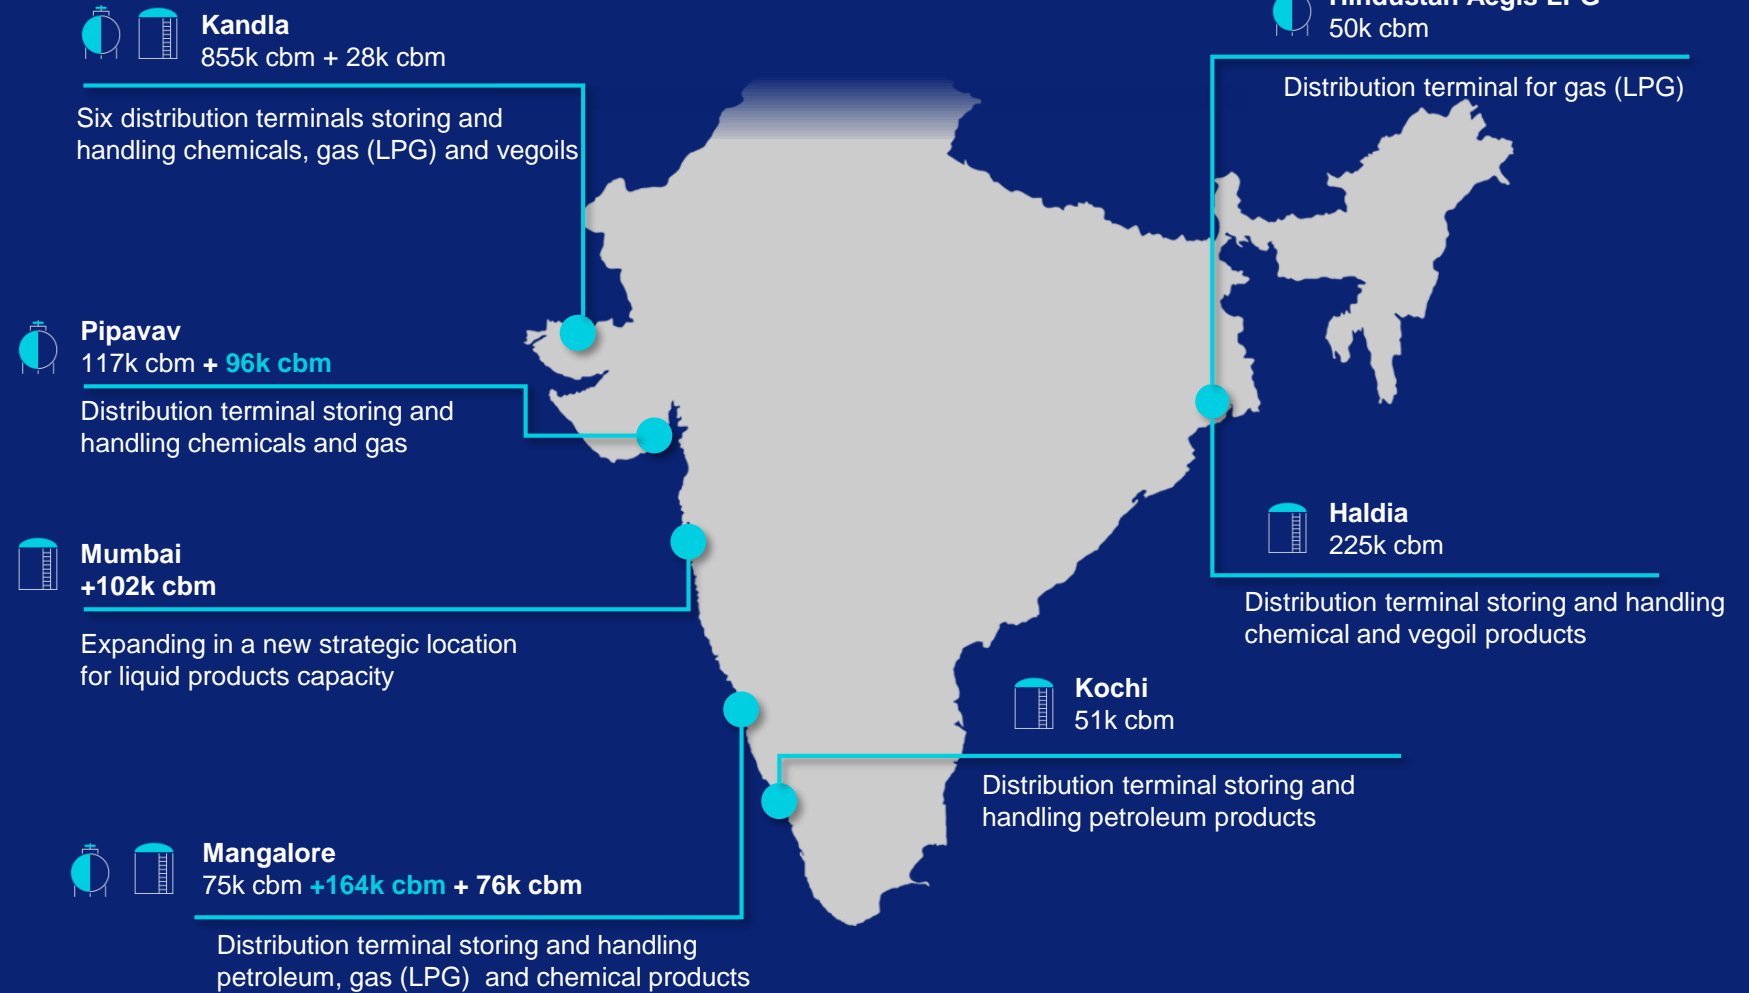 Kandla
855k cbm + 28k cbm
Six distribution terminals storing and
handling chemicals, gas (LPG) and vegoils
Hindustan Aegis LPG
50k cbm
Distribution terminal for gas (LPG)
Pipavav
117k cbm + 96k cbm
Distribution terminal storing and
handling chemicals and gas
Mumbai
+102k cbm
Expanding in a new strategic location
for liquid products capacity
Haldia
225k cbm
Distribution terminal storing and handling
chemical and vegoil products
Kochi
51k cbm
Distribution terminal storing and
handling petroleum products
Mangalore
75k cbm +164k cbm + 76k cbm
Distribution terminal storing and handling
petroleum, gas (LPG)  and chemical products